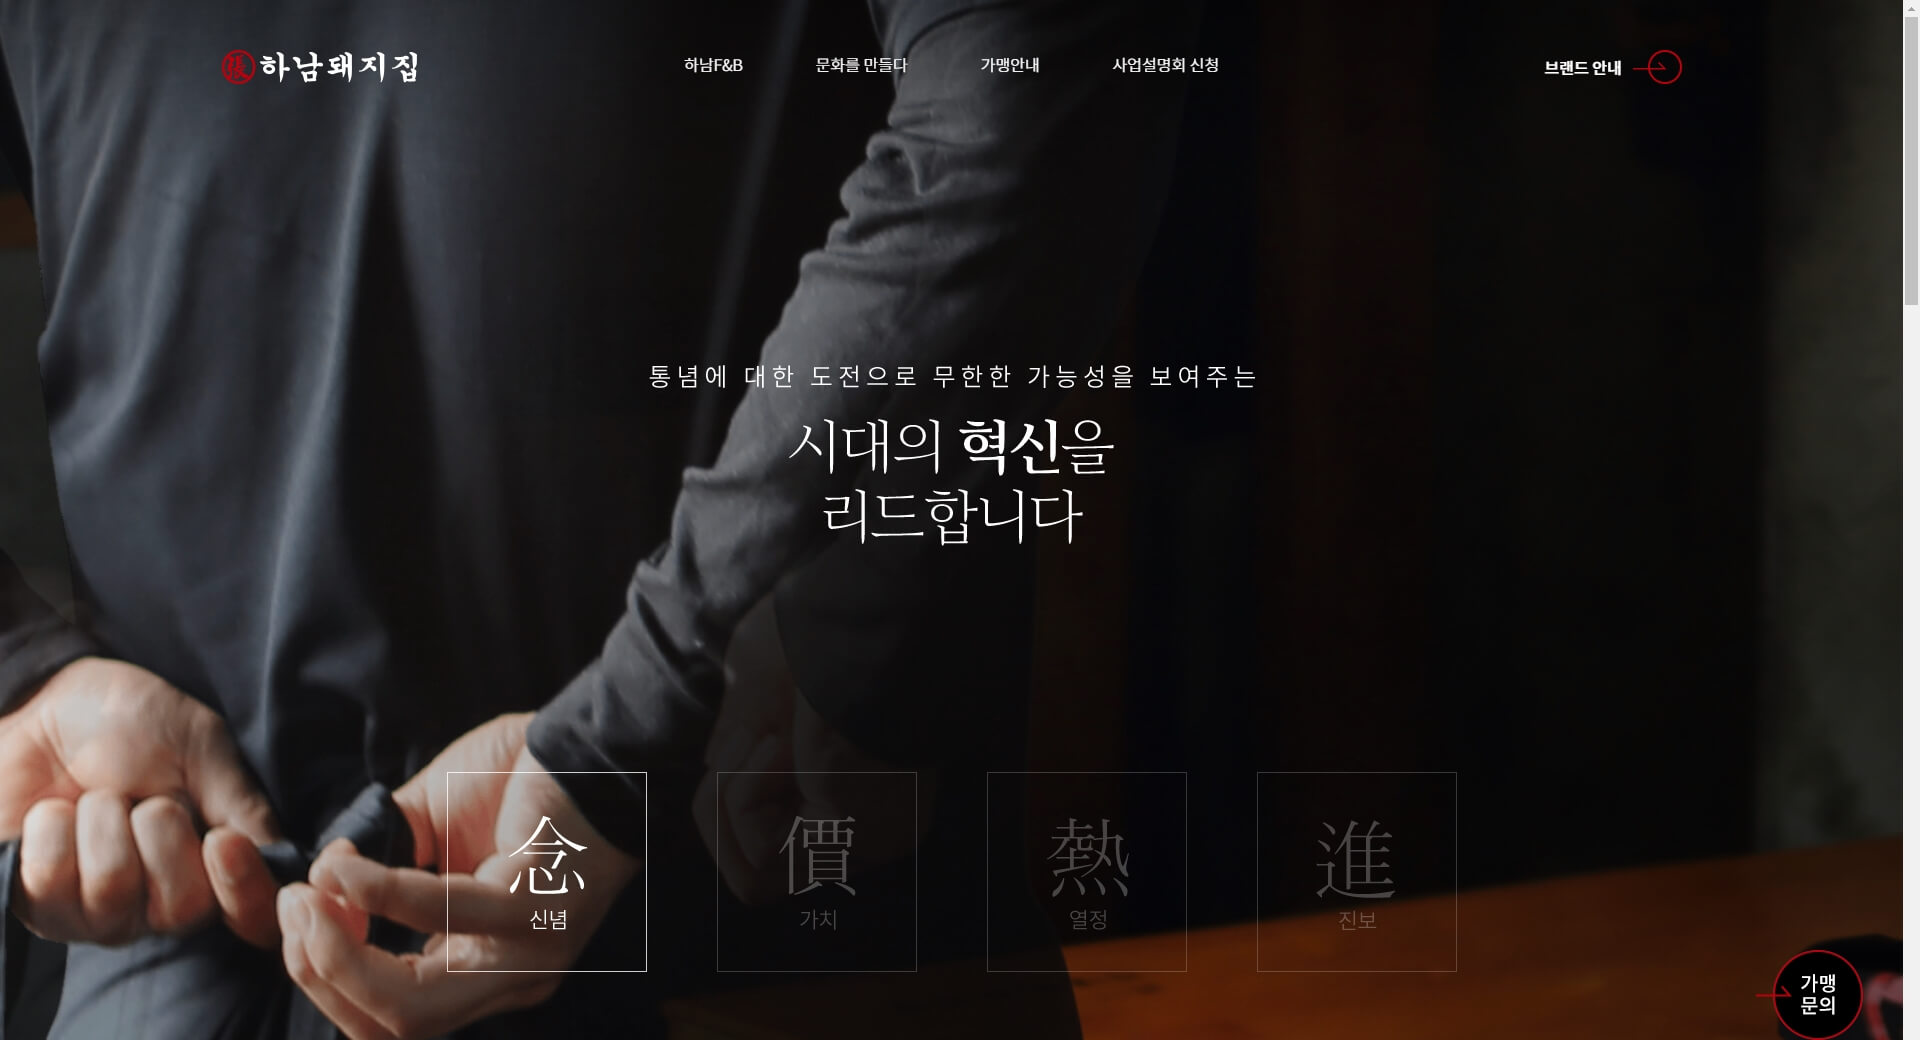 張 하남돼지집
하남F&B 문화를 만들다 가맹안내 사업설명회 신청
브랜드 안내
통념에 대한 도전으로 무한한 가능성을 보여주는
시대의 혁신을
리드합니다
念 價 熱 進
신념 가치 열정 진보
가맹
문의